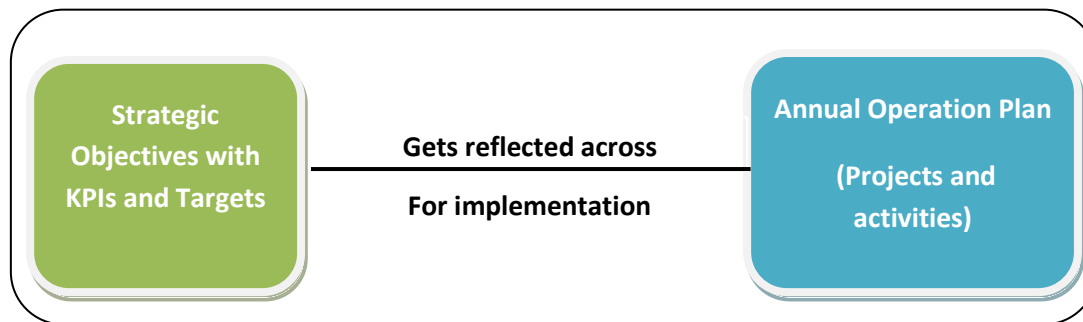 Strategic
Objectives with
KPIs and Targets
Gets reflected across
For implementation
Annual Operation Plan
(Projects and
activities)